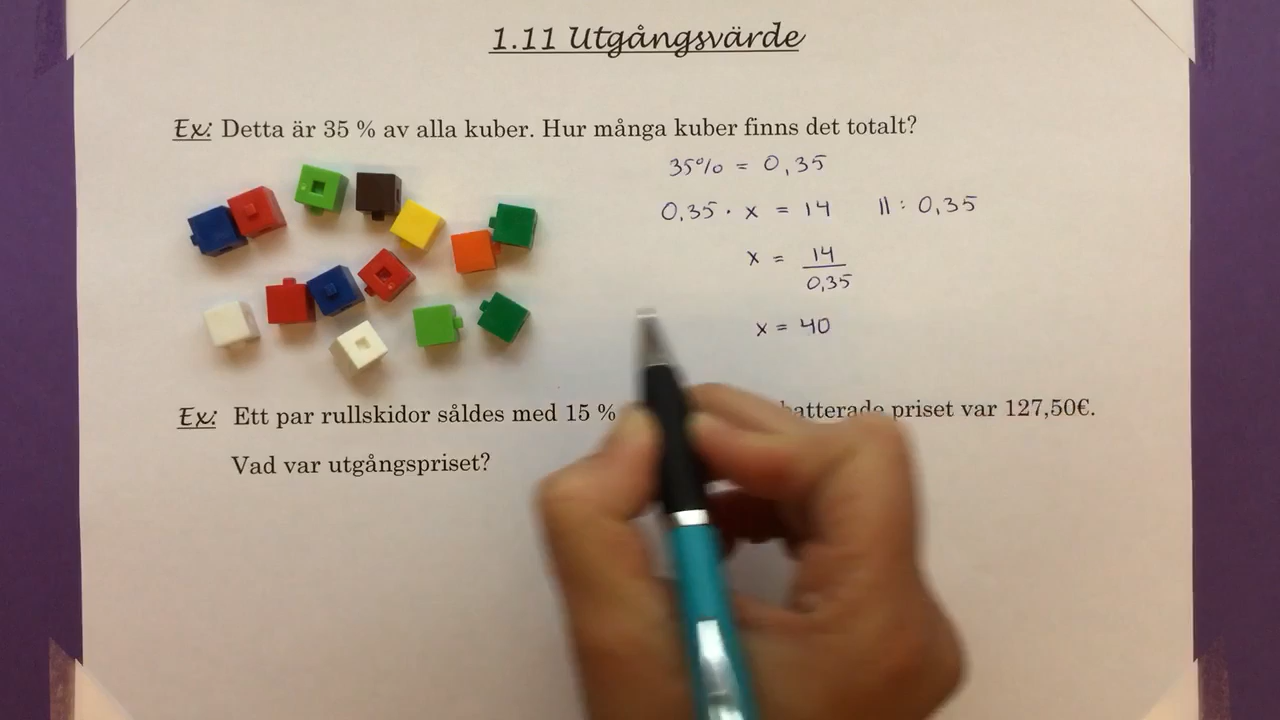 1.11 Utgångsvärde
Ex: Detta är 35 % av alla kuber. Hur många kuber finns det totalt?
35% = 0,35
0,35 · x = 14 || : 0,35
x = 14
0,35
x = 40
Ex: Ett par rullskidor såldes med 15 % priset var 127,50€.
Vad var utgångspriset?